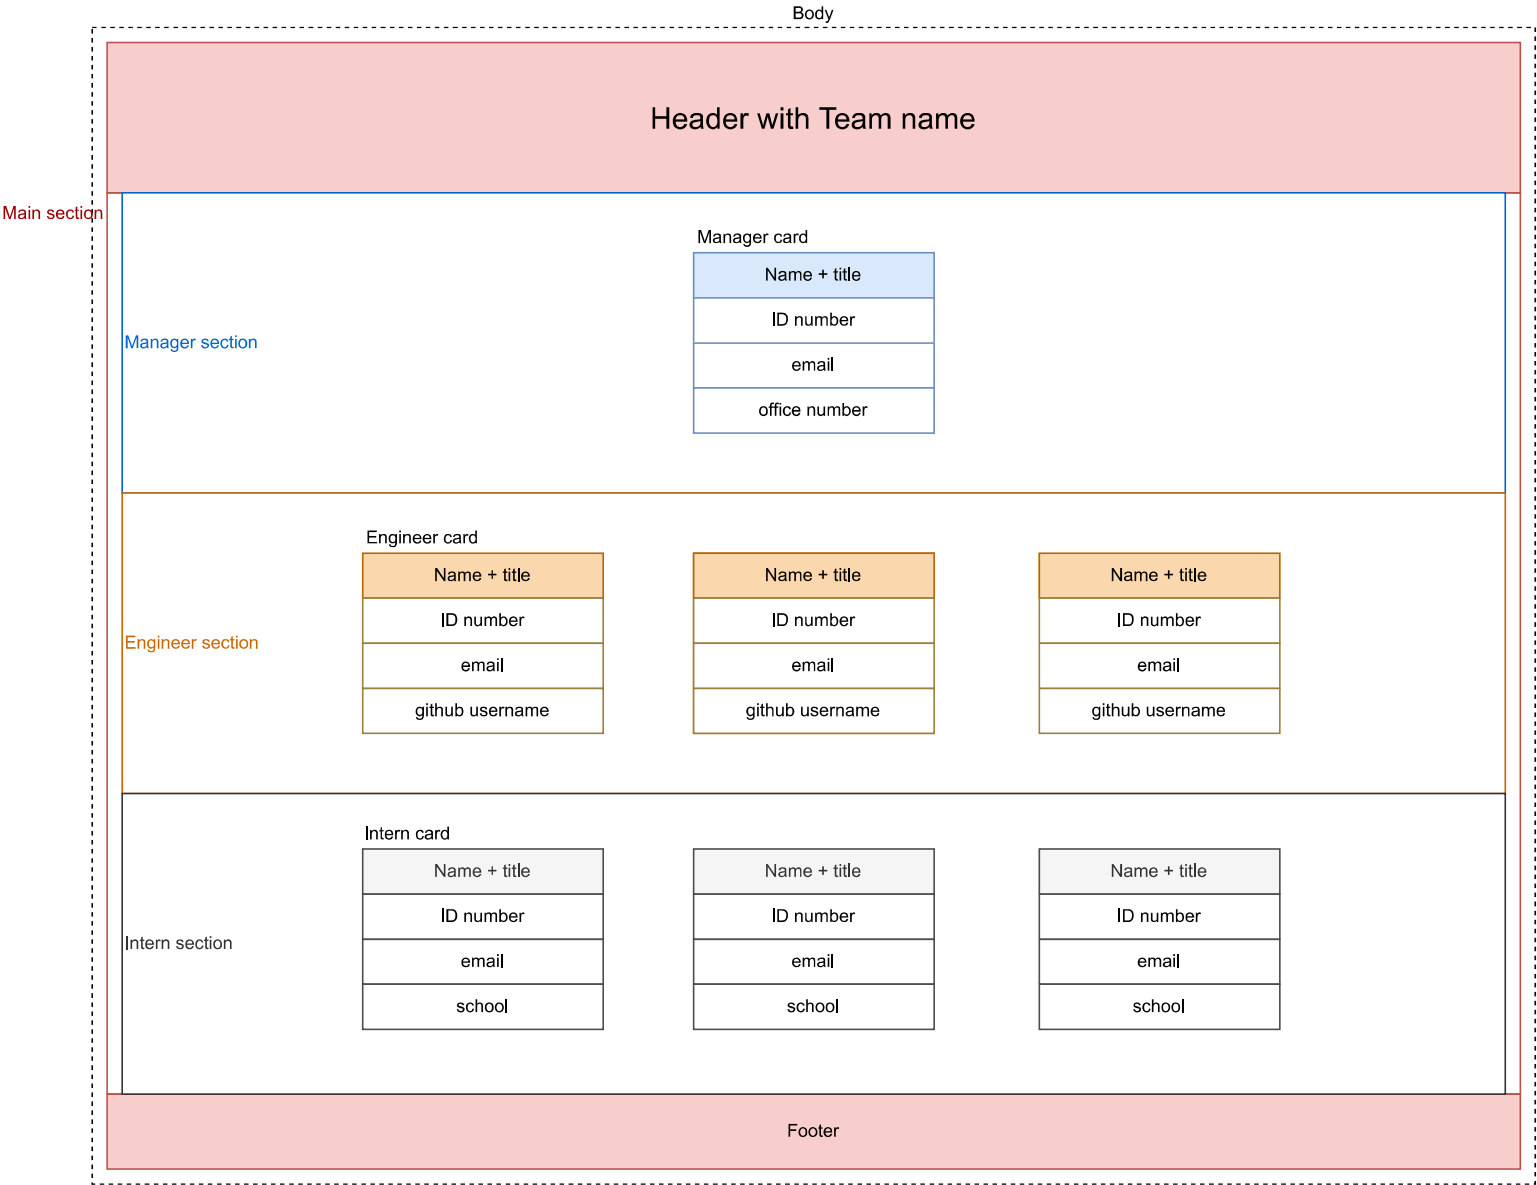 Body
Header with Team name
Main section
Manager card
Name + title
ID number
Manager section
email
office number
Engineer card
Name + title
Name + title
Name + title
ID number
ID number
ID number
Engineer section
email
email
email
github username
github username
github username
Intern card
Name + title
Name + title
Name + title
ID number
ID number
ID number
Intern section
email
email
email
school
school
school
Footer